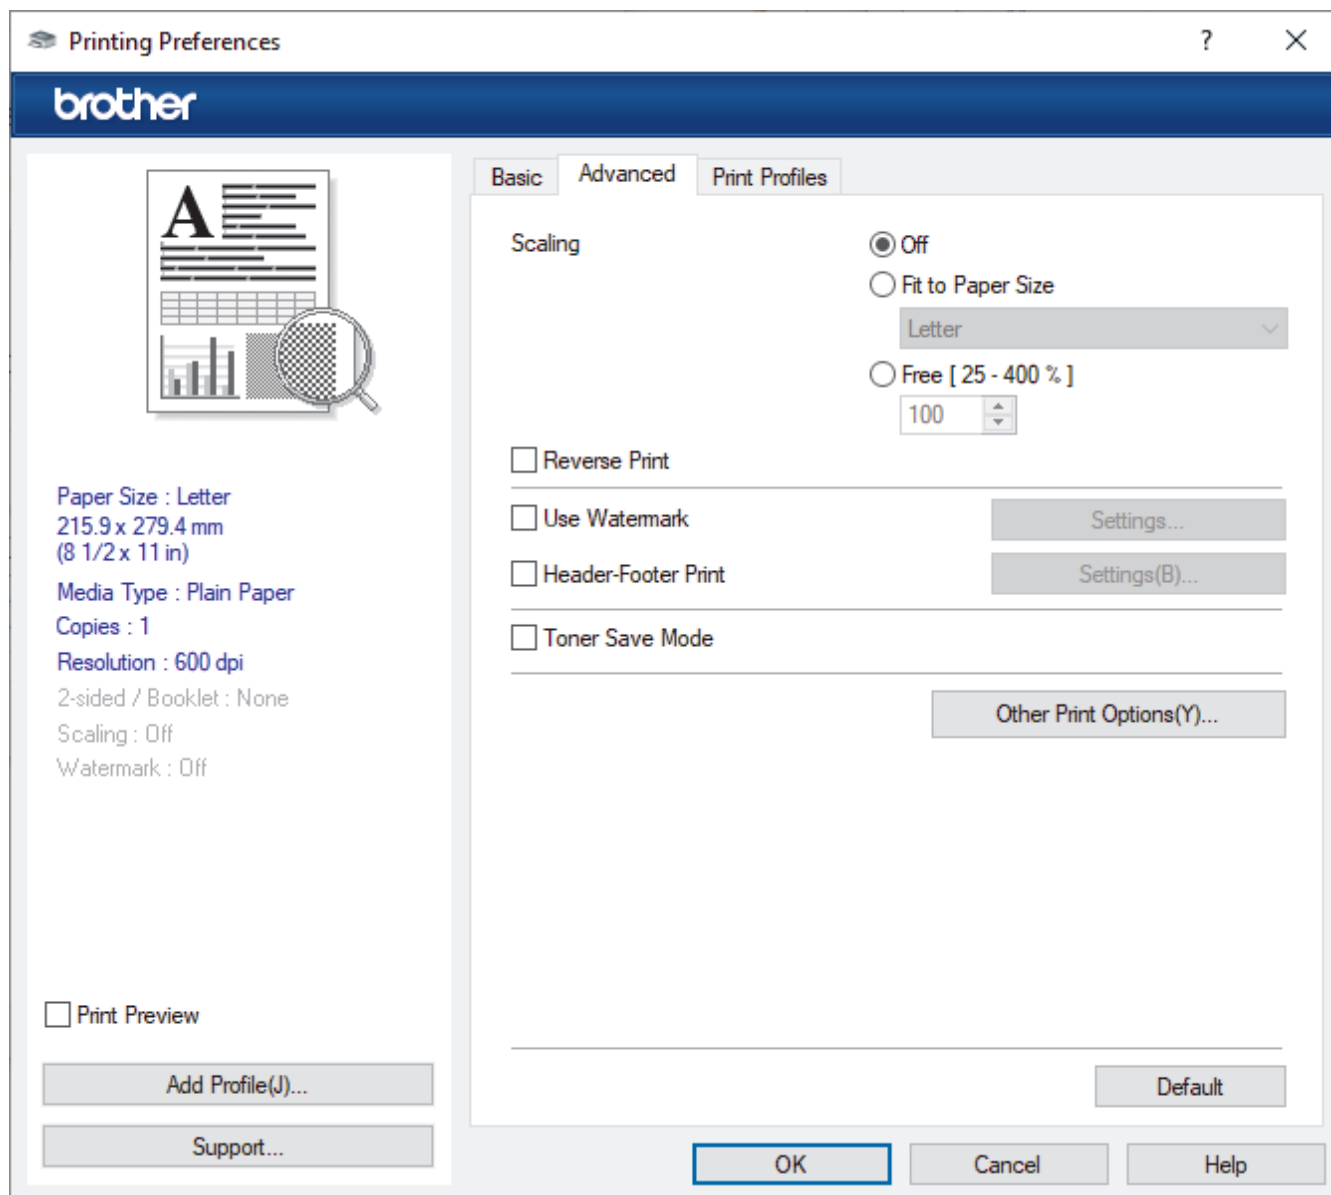 Printing Preferences
?
brother
A
Paper Size : Letter
215.9 x 279.4 mm
(8 1/2 x 11 in)
Media Type : Plain Paper
Copies : 1
Resolution : 600 dpi
2-sided / Booklet : None
Scaling : Off
Watermark : Off
Print Preview
Add Profile(J)...
Support...
Basic
Advanced
Print Profiles
Scaling
Off
Fit to Paper Size
Letter
Free [ 25 - 400 % ]
100
Reverse Print
Use Watermark
Settings...
Header-Footer Print
Settings(B)...
Toner Save Mode
Other Print Options(Y)...
Default
OK
Cancel
Help